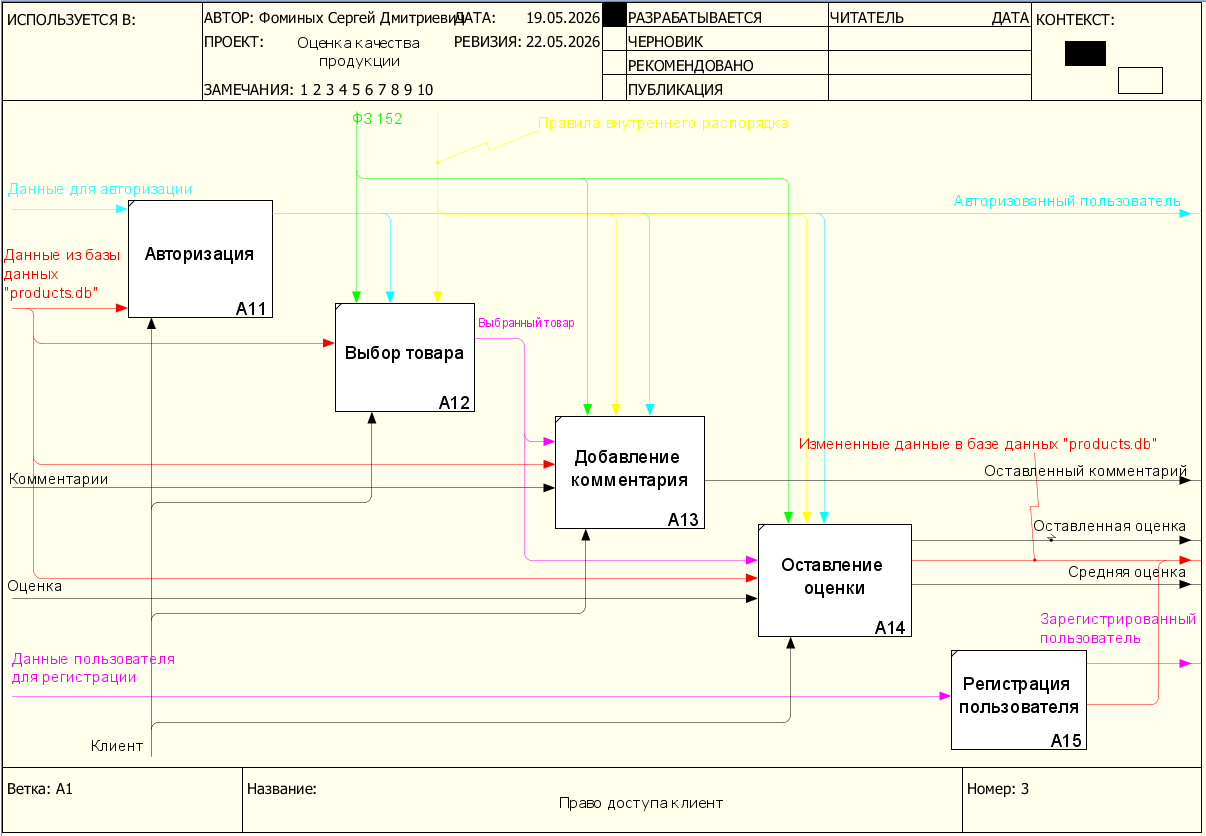 ИСПОЛЬЗУЕТСЯ В:
АВТОР: Фоминых Сергей Дмитриевич
ДАТА: 19.05.2026
ПРОЕКТ: Оценка качества
продукции
РЕВИЗИЯ: 22.05.2026
ЗАМЕЧАНИЯ: 1 2 3 4 5 6 7 8 9 10
РАЗРАБАТЫВАЕТСЯ
ЧЕРНОВИК
РЕКОМЕНДОВАНО
ПУБЛИКАЦИЯ
ЧИТАТЕЛЬ
ДАТА
КОНТЕКСТ:
ФЗ 152
Правила внутреннего распорядка
Данные для авторизации
Авторизованный пользователь
Данные из базы
данных
"products.db"
Авторизация
A11
Выбранный товар
Выбор товара
A12
Измененные данные в базе данных "products.db"
Комментарии
Добавление
комментария
A13
Оставленный комментарий
Оставленная оценка
Оценка
Оставление
оценки
A14
Средняя оценка
Зарегистрированный
пользователь
Данные пользователя
для регистрации
Регистрация
пользователя
A15
Клиент
Ветка: A1
Название:
Право доступа клиент
Номер: 3